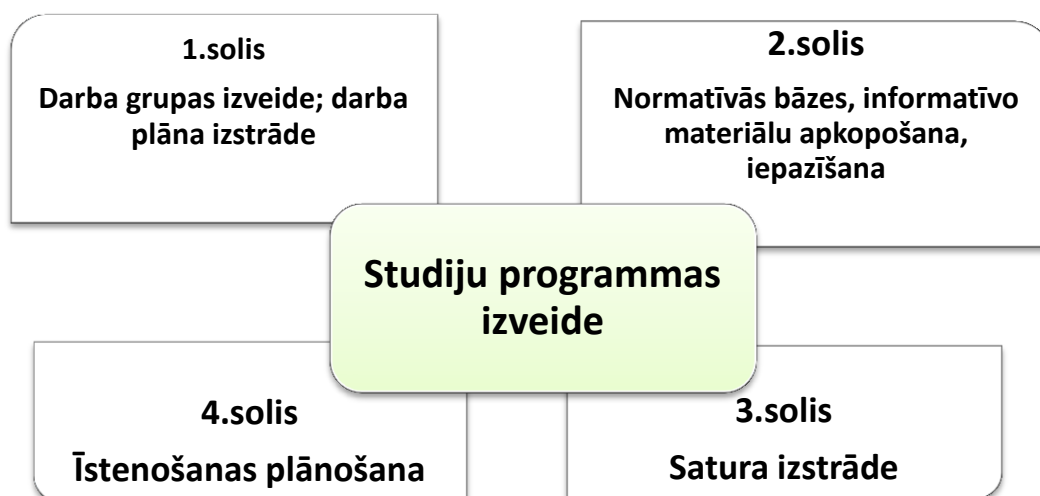 1.solis
Darba grupas izveide; darba
plāna izstrāde
2.solis
Normatīvās bāzes, informatīvo
materiālu apkopošana,
iepazīšana
Studiju programmas
izveide
4.solis
Īstenošanas plānošana
3.solis
Satura izstrāde